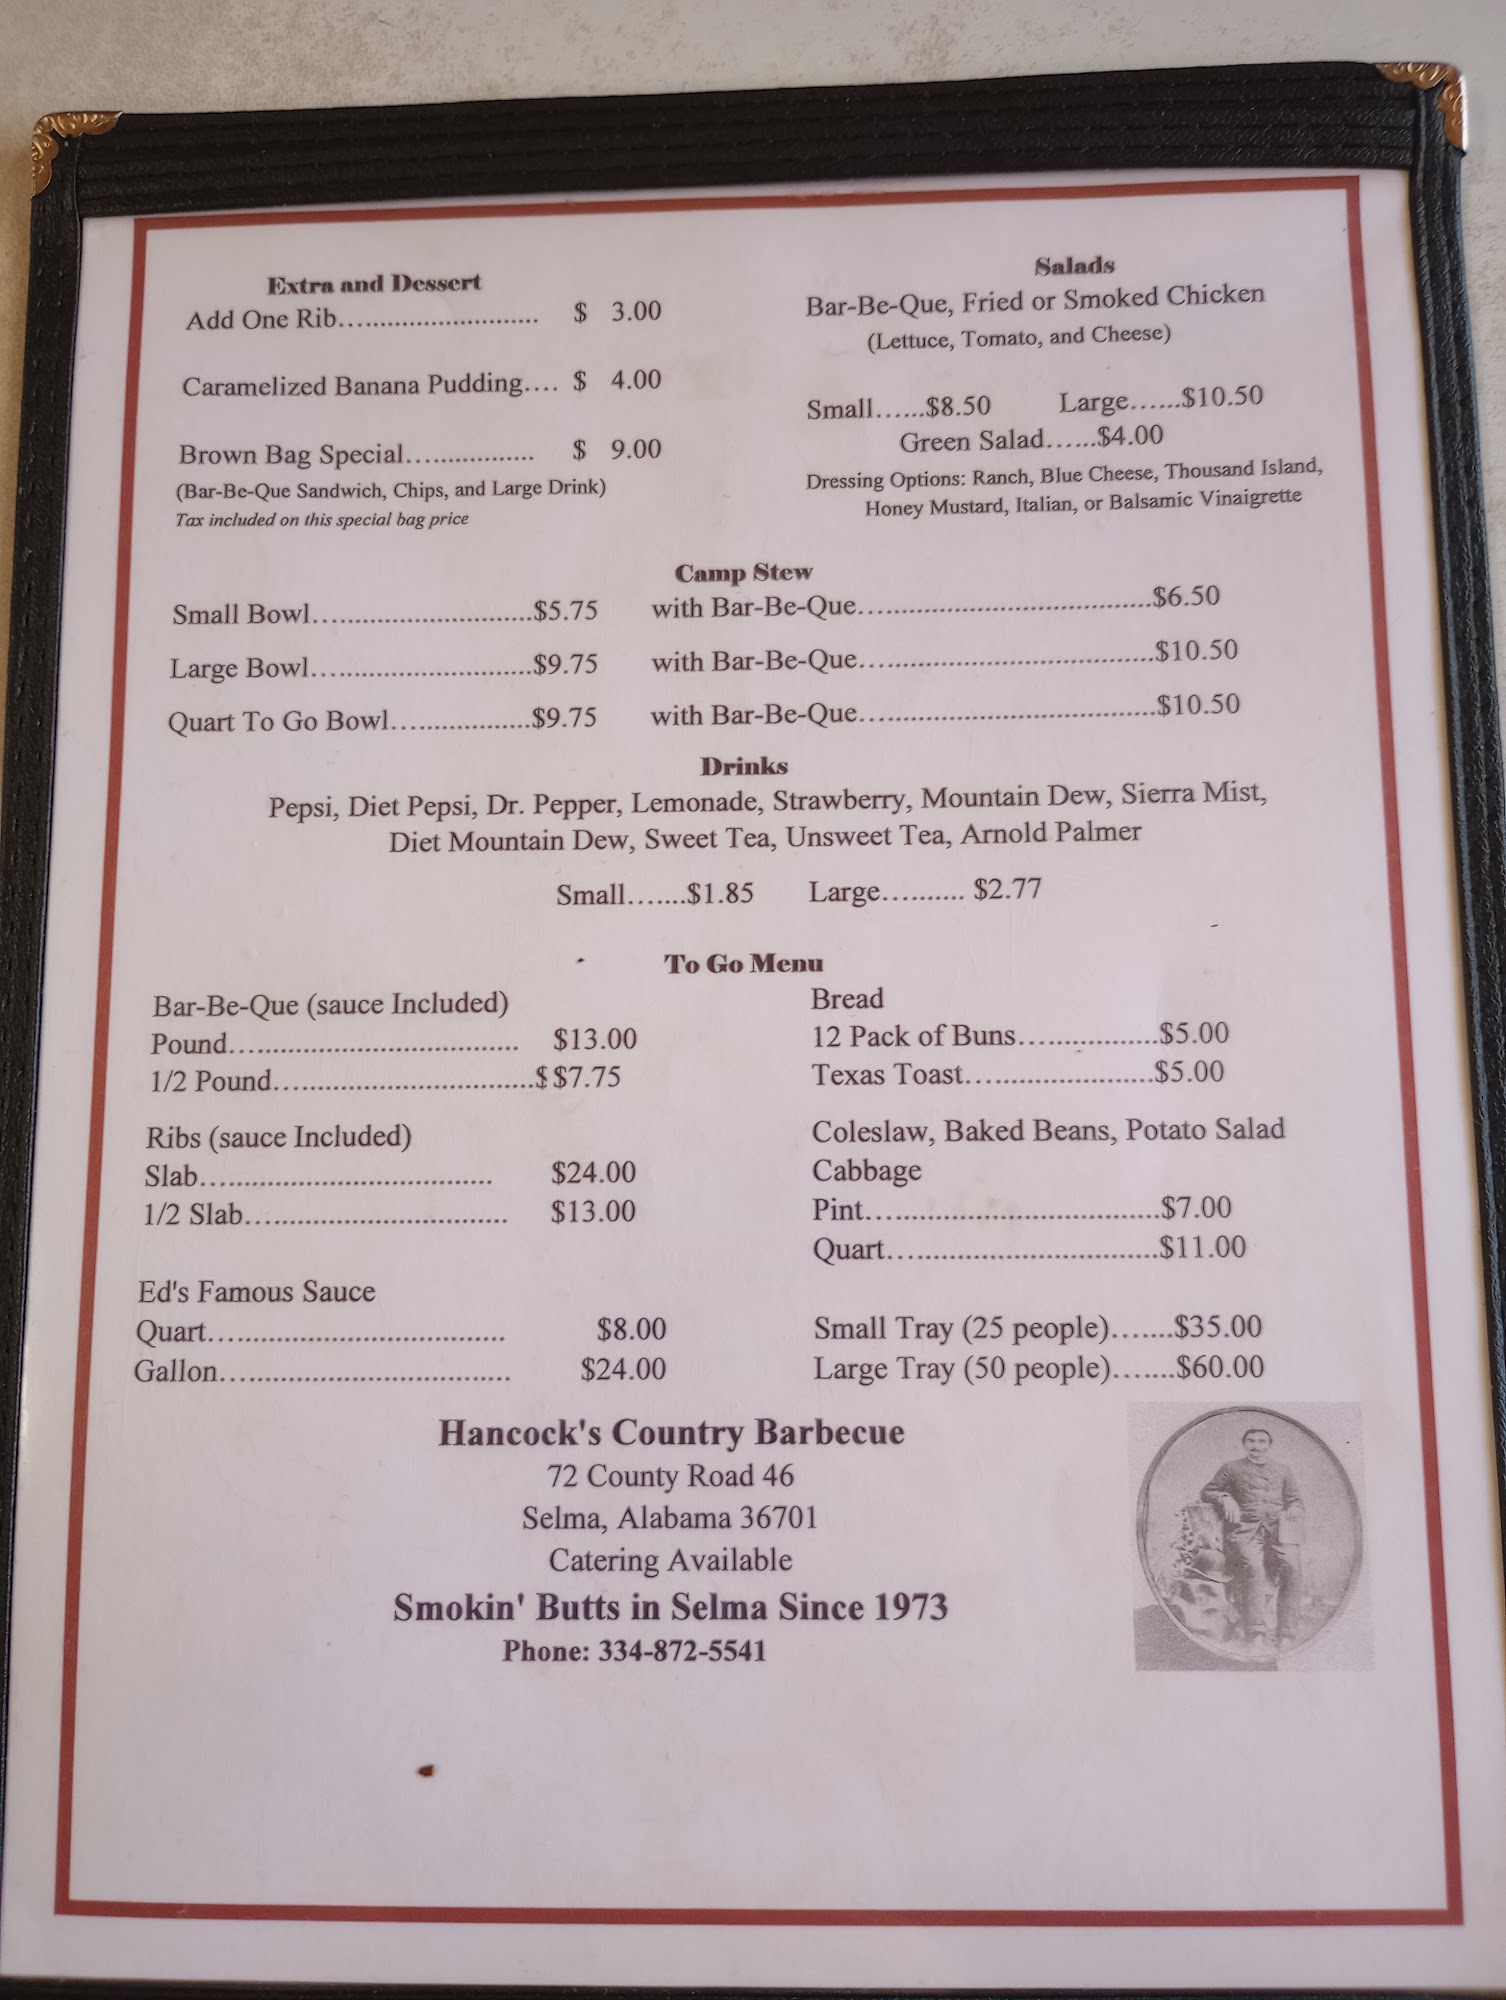 Extra and Dessert
Add One Rib............................ $ 3.00
Caramelized Banana Pudding.... $ 4.00
Brown Bag Special................. $ 9.00
(Bar-Be-Que Sandwich, Chips, and Large Drink)
Tax included on this special bag price
Salads
Bar-Be-Que, Fried or Smoked Chicken
(Lettuce, Tomato, and Cheese)
Small......$8.50 Large......$10.50
Green Salad......$4.00
Dressing Options: Ranch, Blue Cheese, Thousand Island,
Honey Mustard, Italian, or Balsamic Vinaigrette
Camp Stew
Small Bowl.............................$5.75 with Bar-Be-Que.......................................$6.50
Large Bowl.............................$9.75 with Bar-Be-Que.......................................$10.50
Quart To Go Bowl..................$9.75 with Bar-Be-Que.......................................$10.50
Drinks
Pepsi, Diet Pepsi, Dr. Pepper, Lemonade, Strawberry, Mountain Dew, Sierra Mist,
Diet Mountain Dew, Sweet Tea, Unsweet Tea, Arnold Palmer
Small.......$1.85 Large.......... $2.77
To Go Menu
Bar-Be-Que (sauce Included)
Pound..................................... $13.00
1/2 Pound.................................$ $7.75
Ribs (sauce Included)
Slab..................................... $24.00
1/2 Slab................................. $13.00
Ed's Famous Sauce
Quart..................................... $8.00
Gallon.................................... $24.00
Bread
12 Pack of Buns..................$5.00
Texas Toast........................$5.00
Coleslaw, Baked Beans, Potato Salad
Cabbage
Pint.....................................$7.00
Quart..................................$11.00
Small Tray (25 people).......$35.00
Large Tray (50 people).......$60.00
Hancock's Country Barbecue
72 County Road 46
Selma, Alabama 36701
Catering Available
Smokin' Butts in Selma Since 1973
Phone: 334-872-5541